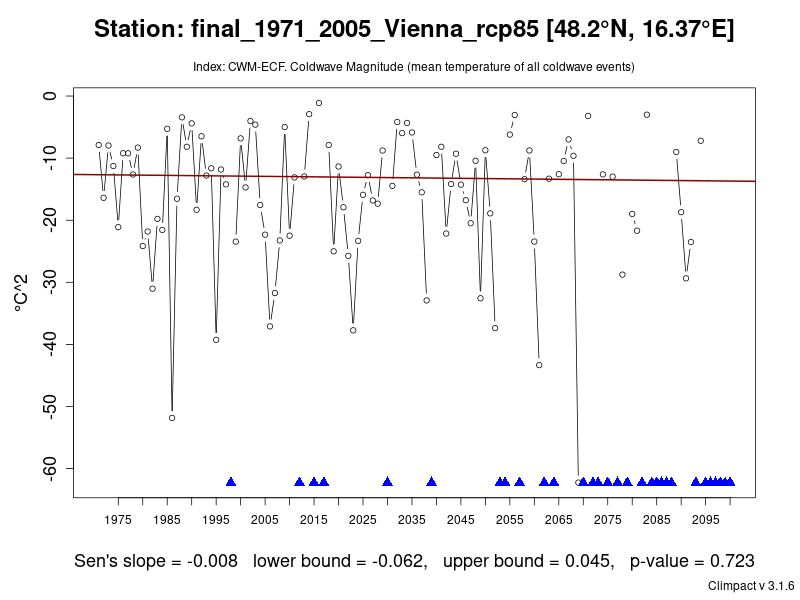 Station: final_1971_2005_Vienna_rcp85 [48.2°N, 16.37°E]
Index: CWM-ECF. Coldwave Magnitude (mean temperature of all coldwave events)
0
-10
-20
-30
-40
-50
-60
°C^2
1975 1985 1995 2005 2015 2025 2035 2045 2055 2065 2075 2085 2095
Sen's slope = -0.008 lower bound = -0.062, upper bound = 0.045, p-value = 0.723
Climpact v 3.1.6